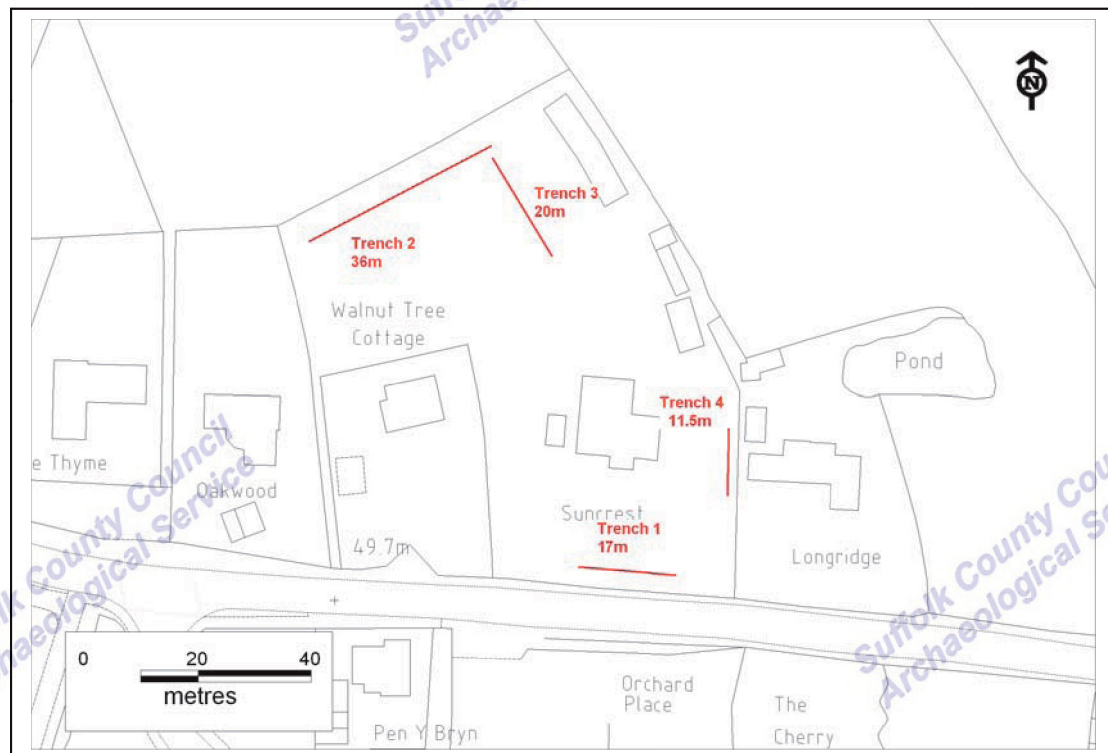 Suffolk County Council
Archaeological Service
N
Trench 3
20m
Trench 2
36m
Walnut Tree
Cottage
Pond
Trench 4
11.5m
e Thyme
Oakwood
Suncrest
Trench 1
17m
49.7m
Longridge
Suffolk County Council
Archaeological Service
0 20 40
metres
Orchard
Place
The
Cherry
Pen Y Bryn